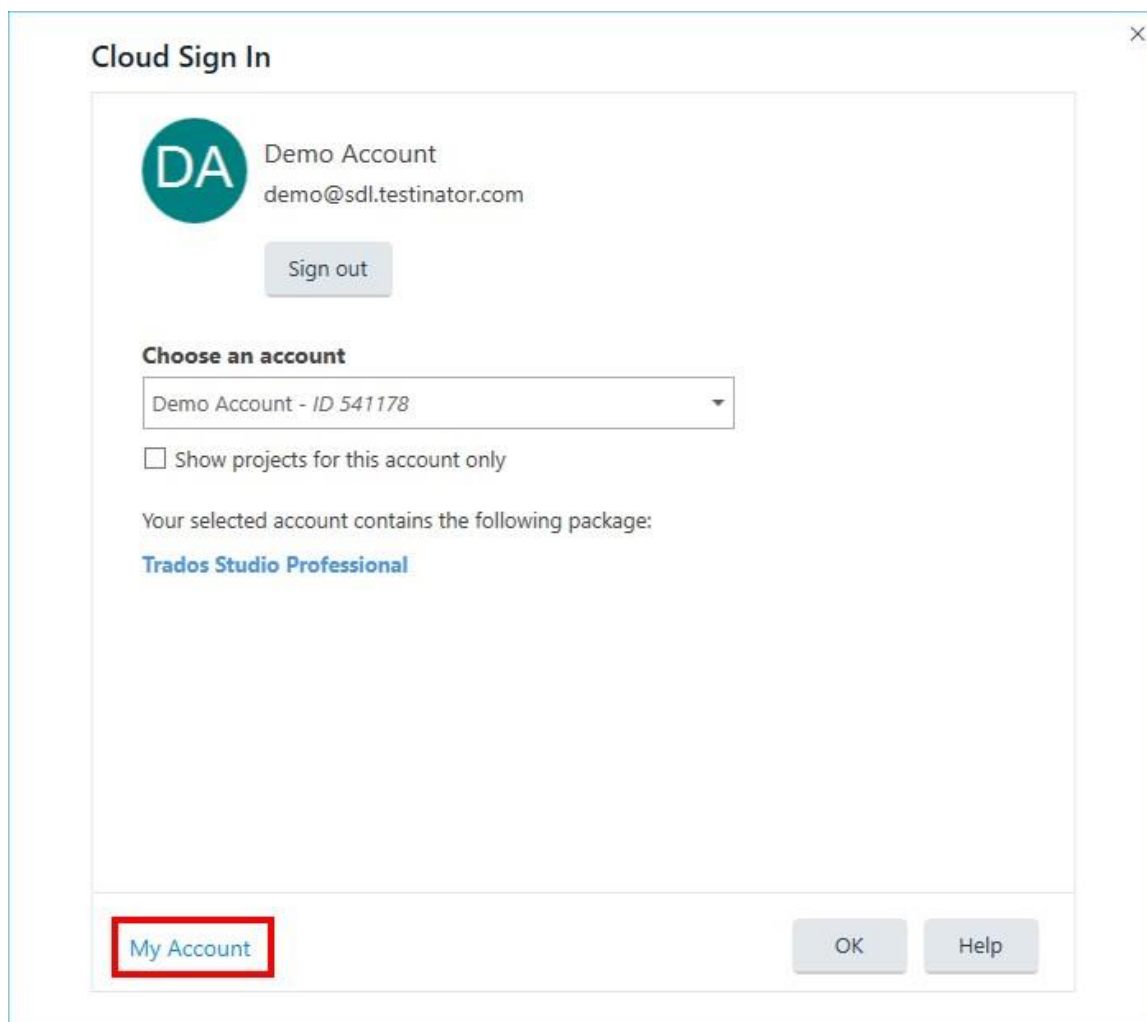 Cloud Sign In
DA
Demo Account
demo@sdl.testinator.com
Sign out
Choose an account
Demo Account - ID 541178
Show projects for this account only
Your selected account contains the following package:
Trados Studio Professional
My Account
OK
Help